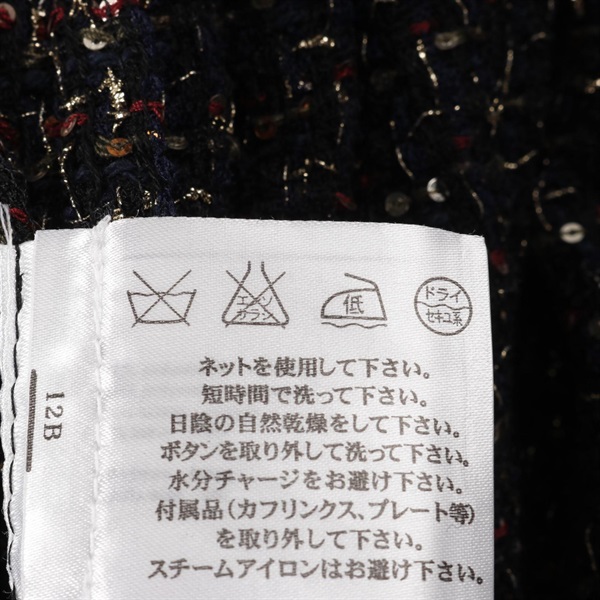 エンソ
サラシ
低
ドライ
セキユ系
ネットを使用して下さい。
短時間で洗って下さい。
日陰の自然乾燥をして下さい。
ボタンを取り外して洗って下さい。
水分チャージをお避け下さい。
付属品(カフリンクス、プレート等)
を取り外して下さい。
スチームアイロンはお避け下さい。
12B